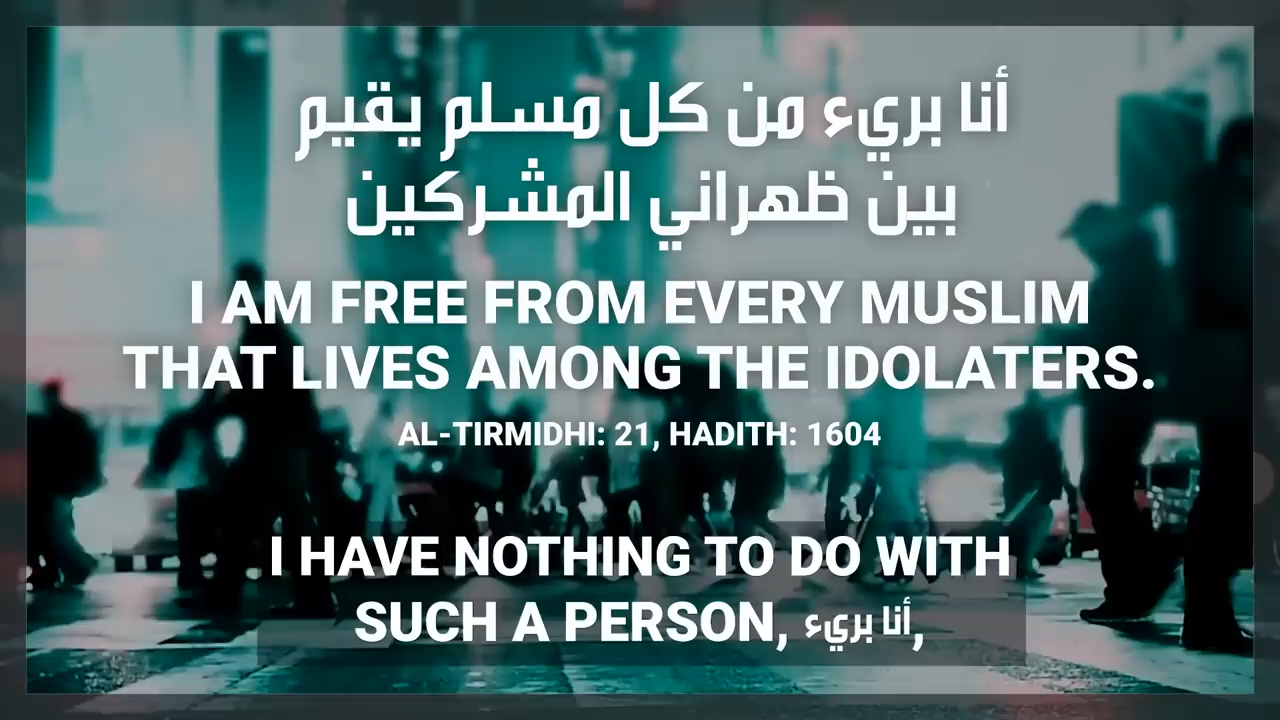 أنا بريء من كل مسلم يقيم
بين ظهراني المشركين
I AM FREE FROM EVERY MUSLIM
THAT LIVES AMONG THE IDOLATERS.
AL-TIRMIDHI: 21, HADITH: 1604
I HAVE NOTHING TO DO WITH
SUCH A PERSON, أنا بريء,